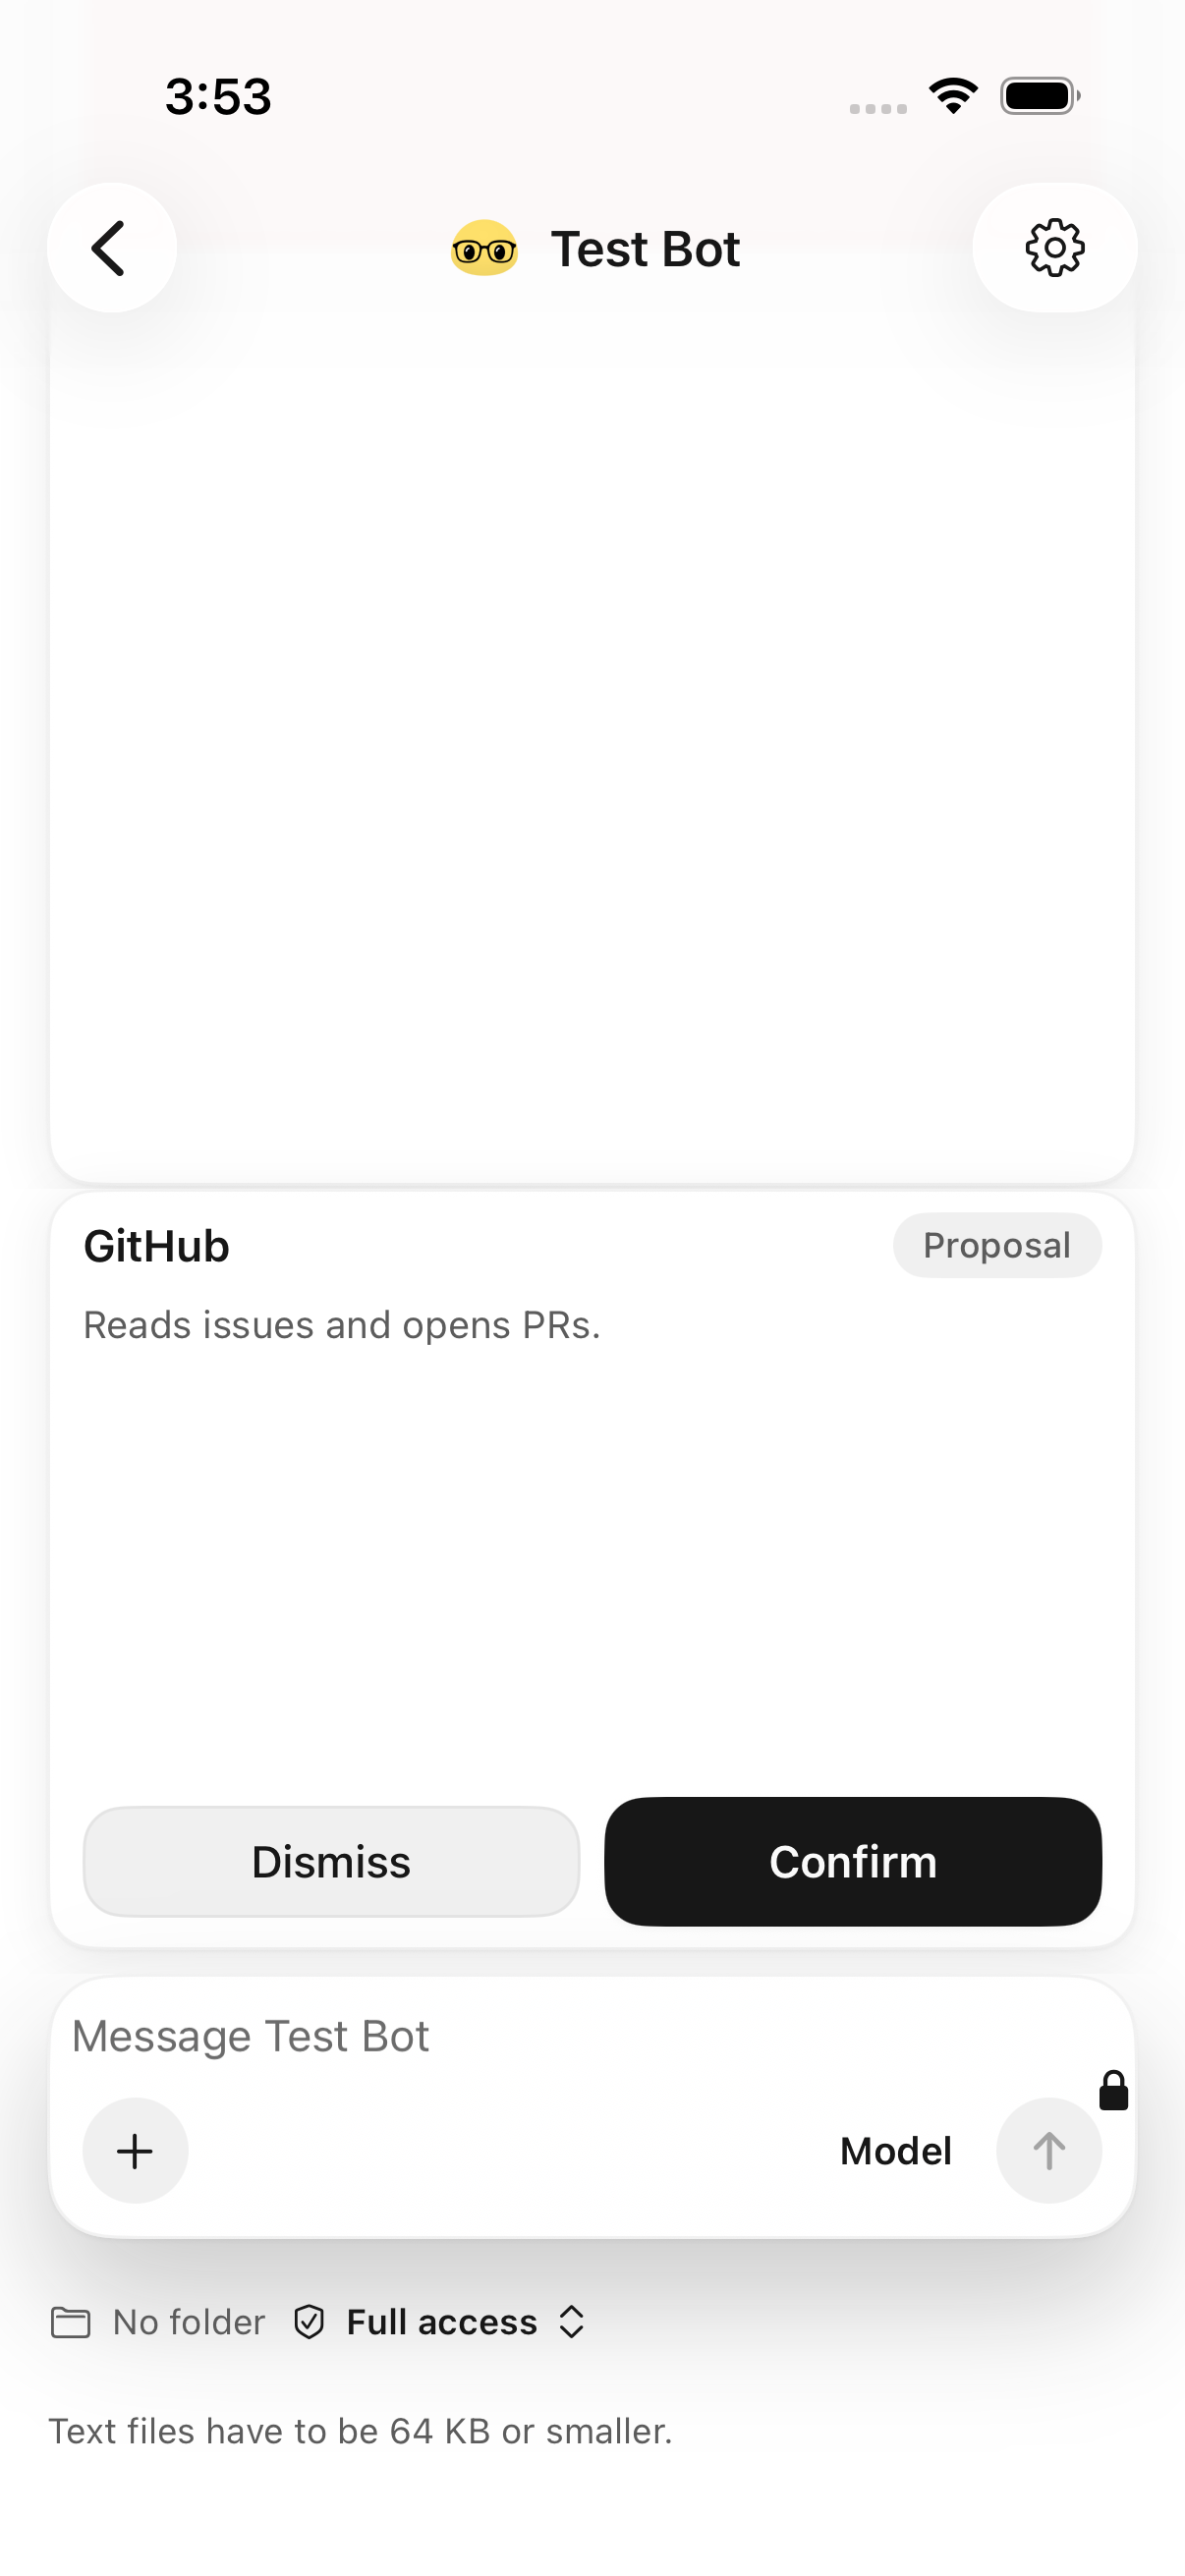 3:53
Test Bot
GitHub
Proposal
Reads issues and opens PRs.
Dismiss
Confirm
Message Test Bot
Model
No folder
Full access
Text files have to be 64 KB or smaller.